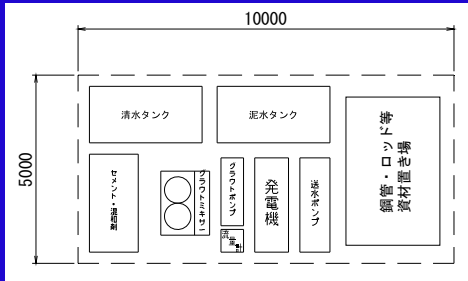 10000
5000
清水タンク
泥水タンク
鋼管・ロッド等
資材置き場
セメント・混和剤
グラウトミキサー
グラウトポンプ
流量計
発電機
送水ポンプ